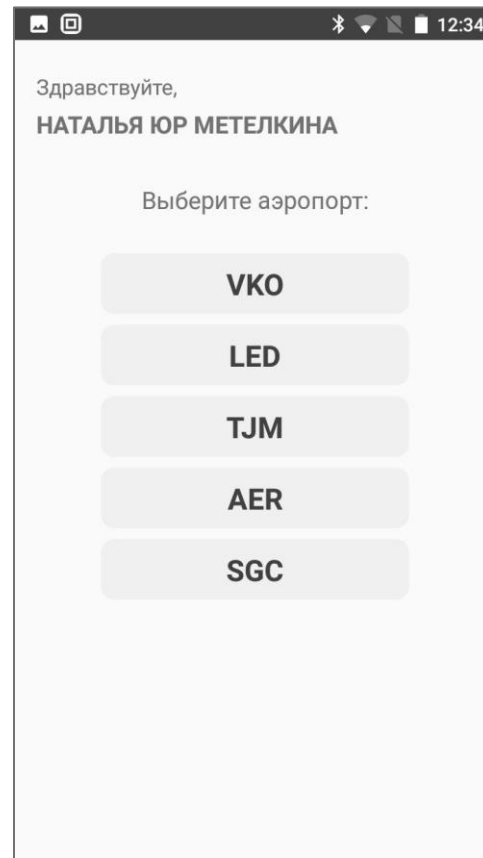 12:34
Здравствуйте,
НАТАЛЬЯ ЮР МЕТЕЛКИНА
Выберите аэропорт:
VKO
LED
TJM
AER
SGC